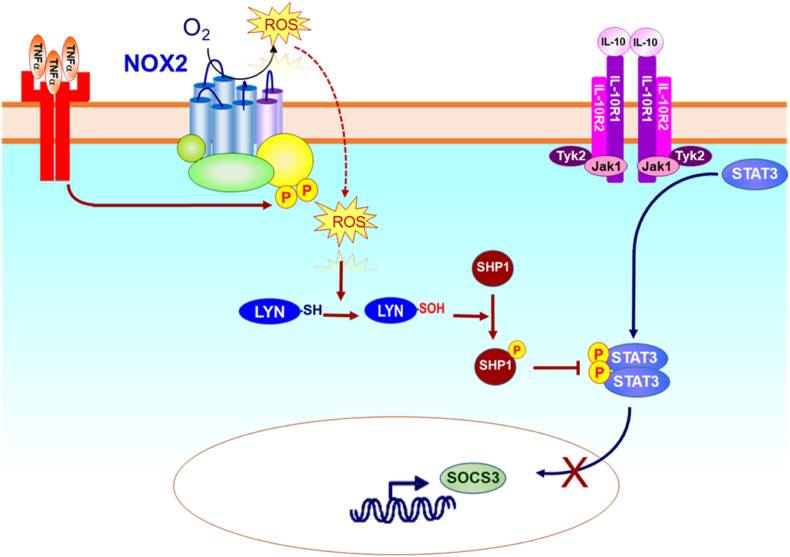 TNFα
TNFα
TNFα
O2
ROS
NOX2
IL-10
IL-10
IL-10R2
IL-10R1
IL-10R1
IL-10R2
Tyk2
Jak1
Jak1
Tyk2
STAT3
P
P
ROS
SHP1
LYN
-SH
LYN
-SOH
P
SHP1
P
STAT3
P
STAT3
X
SOCS3